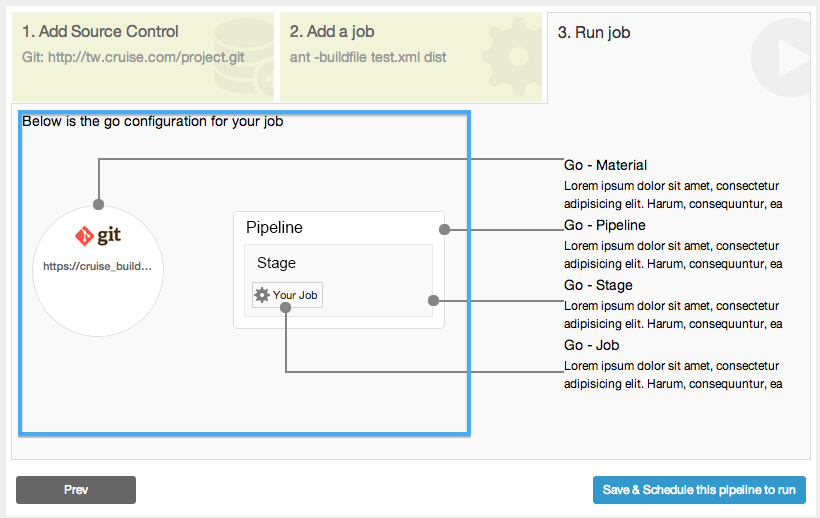 1. Add Source Control
Git: http://tw.cruise.com/project.git
2. Add a job
ant -buildfile test.xml dist
3. Run job
Below is the go configuration for your job
git
https://cruise_build...
Pipeline
Stage
Your Job
Go - Material
Lorem ipsum dolor sit amet, consectetur
adipisicing elit. Harum, consequuntur, ea
Go - Pipeline
Lorem ipsum dolor sit amet, consectetur
adipisicing elit. Harum, consequuntur, ea
Go - Stage
Lorem ipsum dolor sit amet, consectetur
adipisicing elit. Harum, consequuntur, ea
Go - Job
Lorem ipsum dolor sit amet, consectetur
adipisicing elit. Harum, consequuntur, ea
Prev
Save & Schedule this pipeline to run